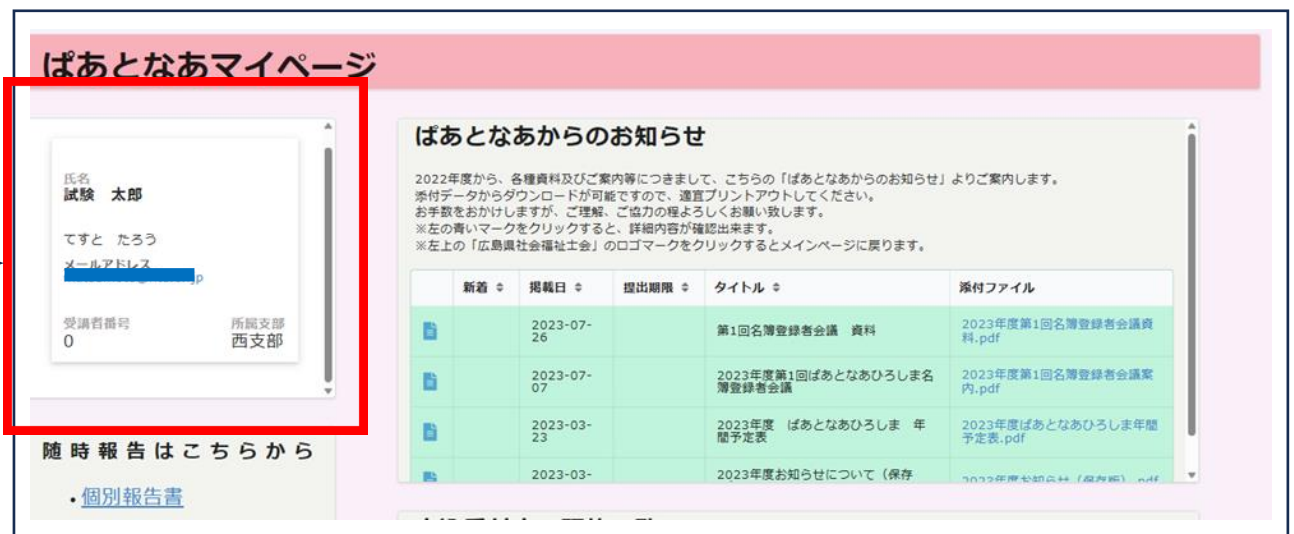 ぱあとなあマイページ
氏名
試験　太郎
てすと　たろう
メールアドレス
jp
受講者番号
所属支部
0
西支部
随時報告はこちらから
・個別報告書
ぱあとなあからのお知らせ
2022年度から、各種資料及びご案内等につきまして、こちらの「ぱあとなあからのお知らせ」よりご案内します。
添付データからダウンロードが可能ですので、適宜プリントアウトしてください。
お手数をおかけしますが、ご理解、ご協力の程よろしくお願い致します。
※左の青いマークをクリックすると、詳細内容が確認出来ます。
※左上の「広島県社会福祉士会」のロゴマークをクリックするとメインページに戻ります。
新着 掲載日 提出期限 タイトル 添付ファイル
2023-07-26 第1回名簿登録者会議　資料 2023年度第1回名簿登録者会議資料.pdf
2023-07-07 2023年度第1回ぱあとなあひろしま名簿登録者会議 2023年度第1回名簿登録者会議案内.pdf
2023-03-23 2023年度　ぱあとなあひろしま　年間予定表 2023年度ぱあとなあひろしま年間予定表.pdf
2023-03- 2023年度お知らせについて（保存 2023年度お知らせ（保存版）.pdf